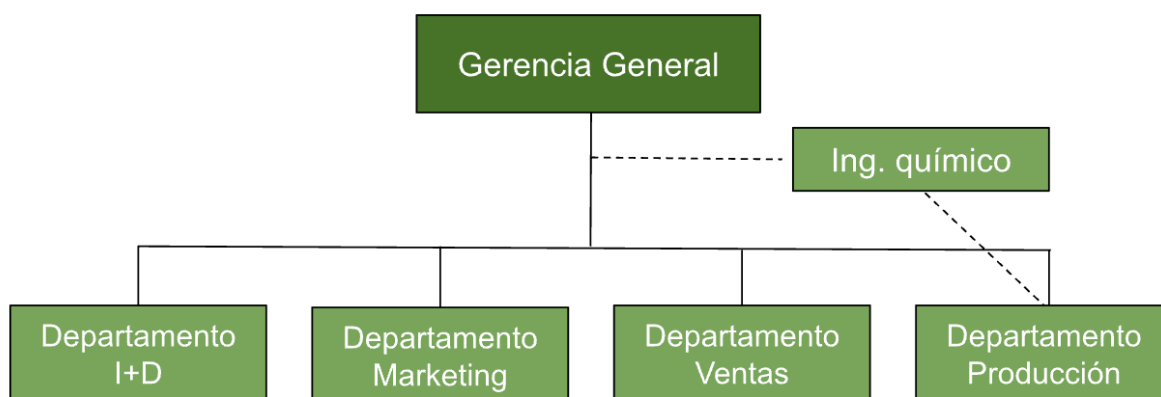 Gerencia General
Ing. químico
Departamento
I+D
Departamento
Marketing
Departamento
Ventas
Departamento
Producción